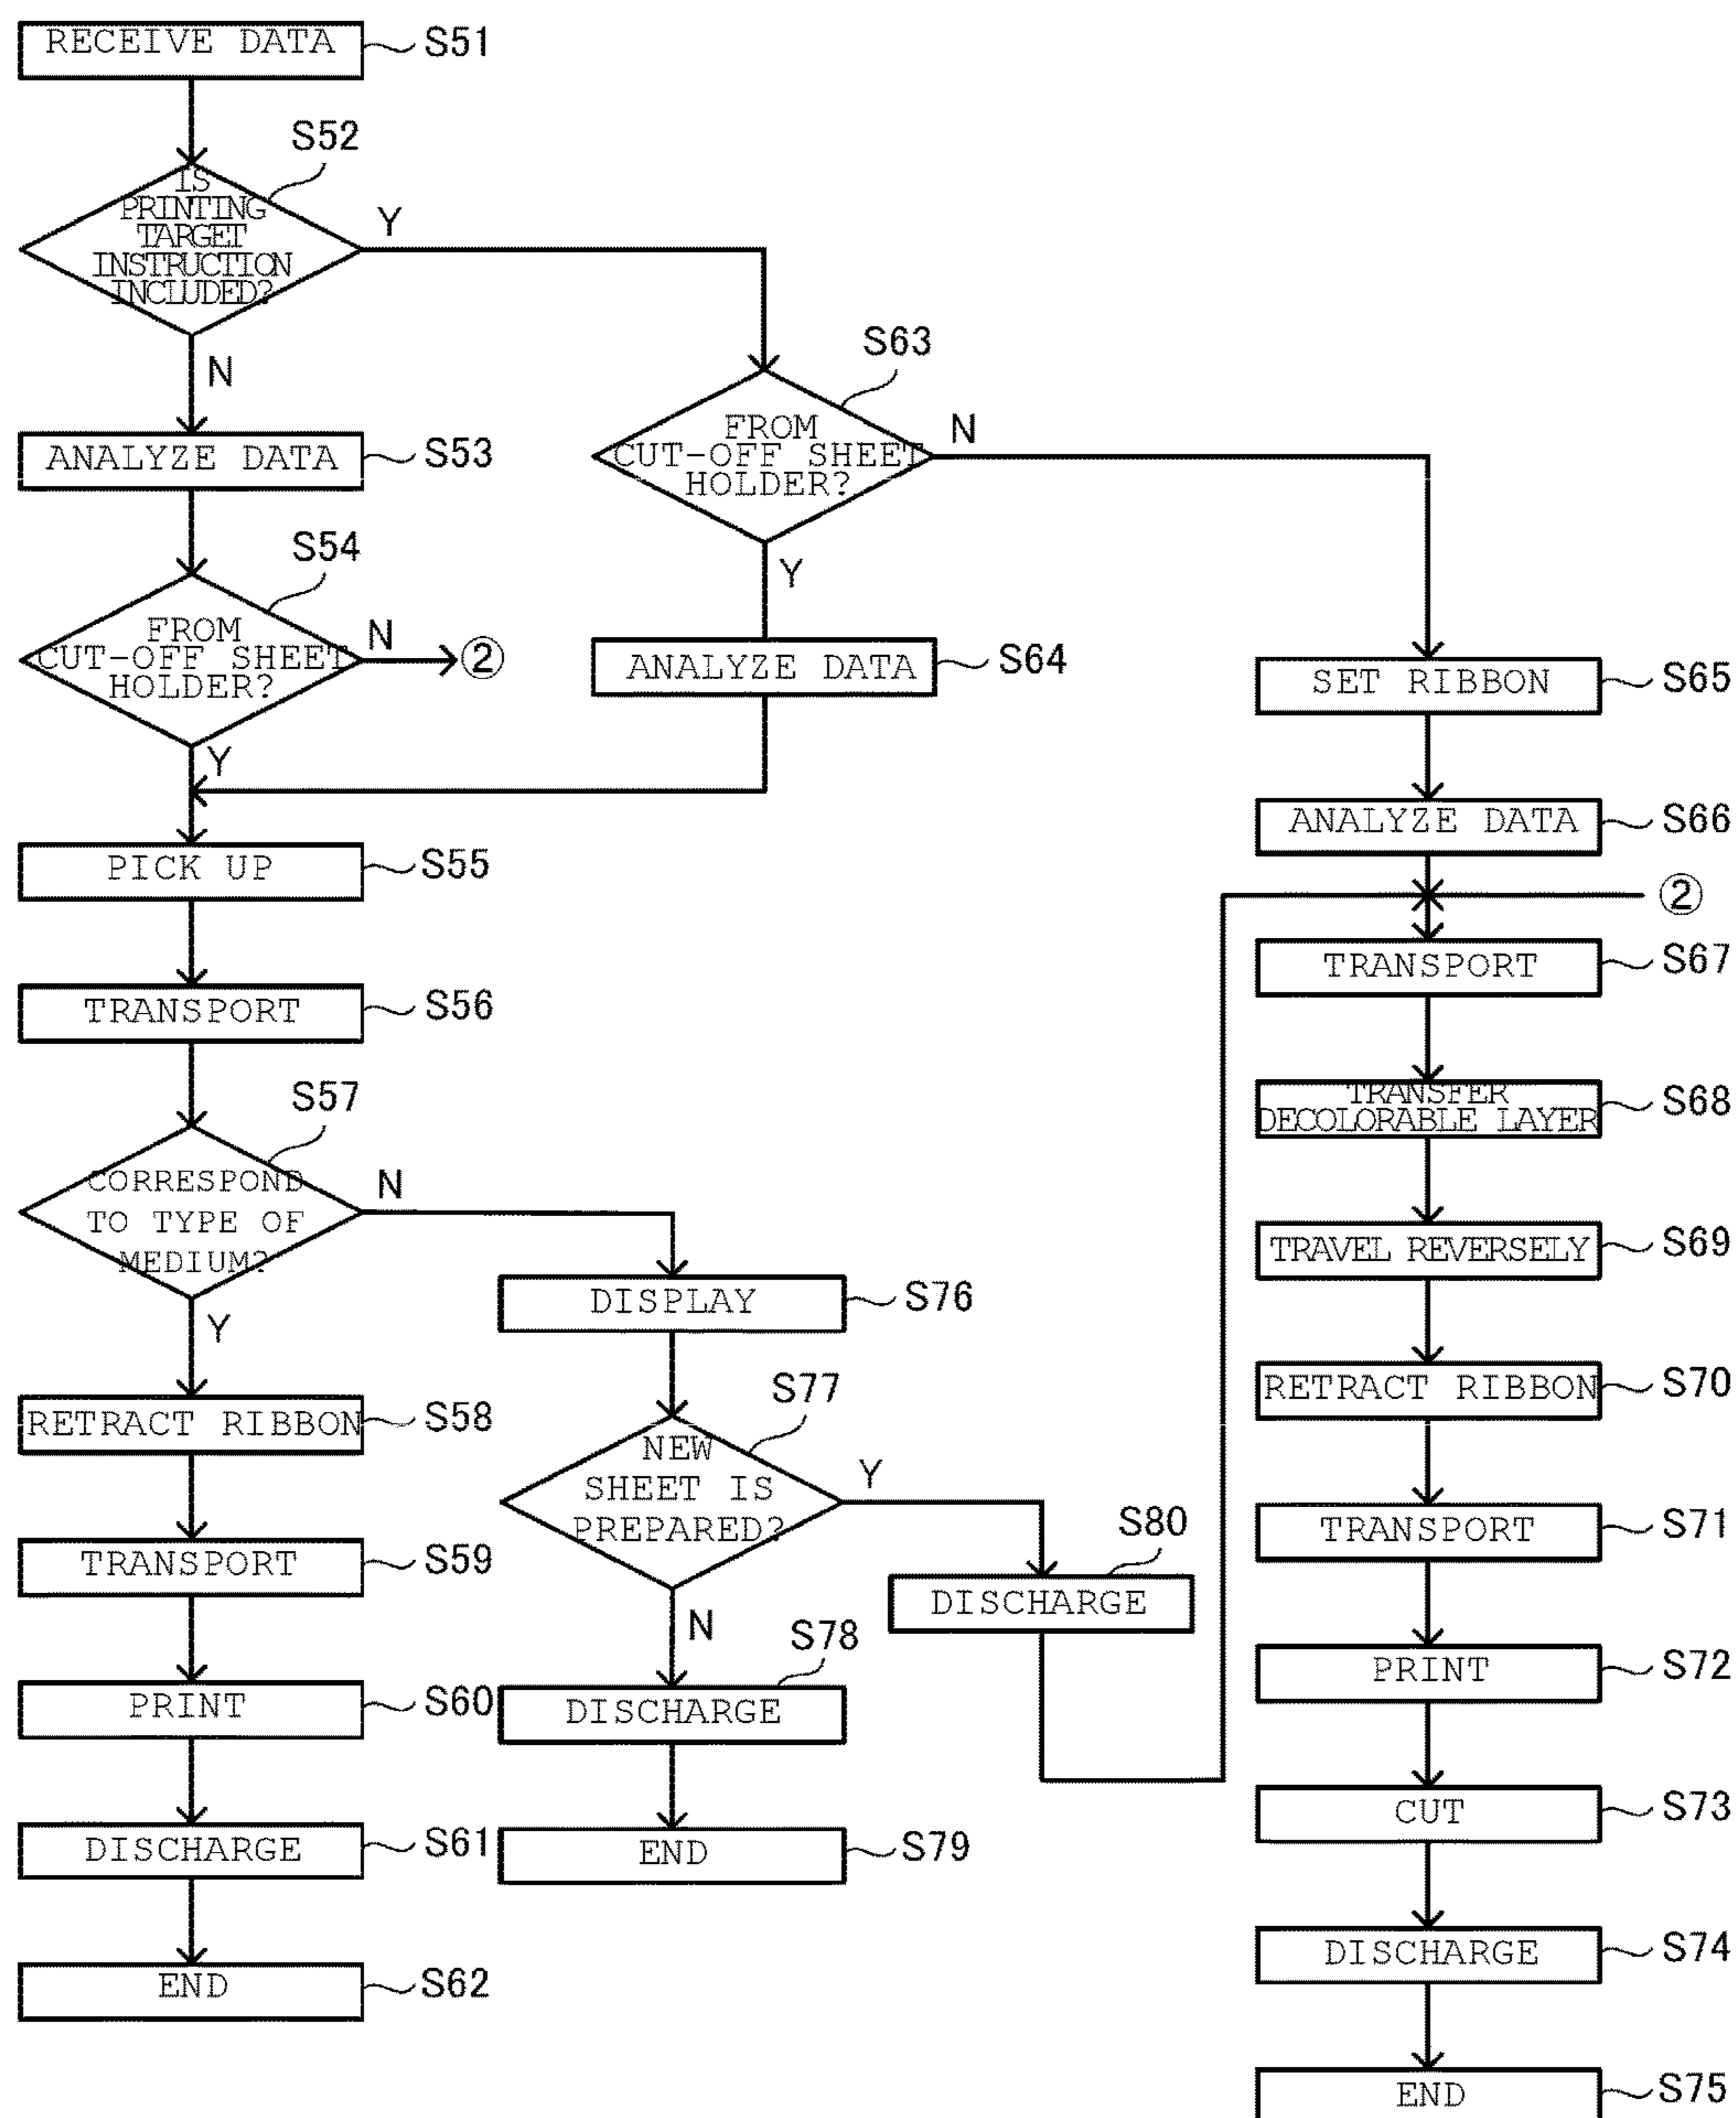 RECEIVE DATA
S51
S52
IS
PRINTING
TARGET
INSTRUCTION
INCLUDED?
Y
N
ANALYZE DATA
S53
S54
FROM
CUT-OFF SHEET
HOLDER?
N
②
Y
S63
FROM
CUT-OFF SHEET
HOLDER?
N
Y
ANALYZE DATA
S64
PICK UP
S55
TRANSPORT
S56
S57
CORRESPOND
TO TYPE OF
MEDIUM?
N
Y
RETRACT RIBBON
S58
TRANSPORT
S59
PRINT
S60
DISCHARGE
S61
END
S62
DISPLAY
S76
S77
NEW
SHEET IS
PREPARED?
Y
N
S78
DISCHARGE
END
S79
S80
DISCHARGE
SET RIBBON
S65
ANALYZE DATA
S66
②
TRANSPORT
S67
TRANSFER
DECOLORABLE LAYER
S68
TRAVEL REVERSELY
S69
RETRACT RIBBON
S70
TRANSPORT
S71
PRINT
S72
CUT
S73
DISCHARGE
S74
END
S75